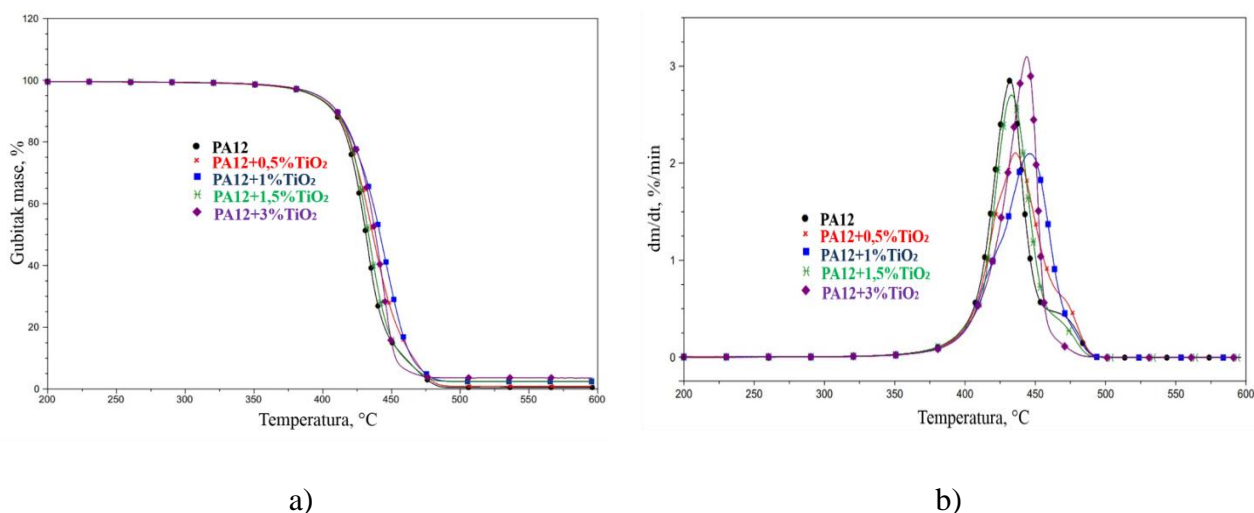 120
100
80
60
40
20
0
Gubitak mase, %
PA12
PA12+0,5%TiO₂
PA12+1%TiO₂
PA12+1,5%TiO₂
PA12+3%TiO₂
200 250 300 350 400 450 500 550 600
Temperatura, °C
a)
3
2
1
0
dm/dt, %/min
PA12
PA12+0,5%TiO₂
PA12+1%TiO₂
PA12+1,5%TiO₂
PA12+3%TiO₂
200 250 300 350 400 450 500 550 600
Temperatura, °C
b)